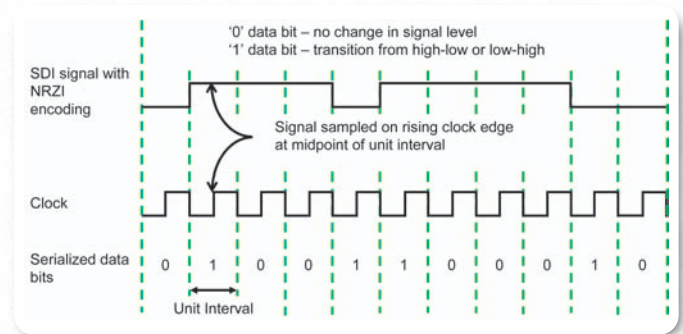 ‘0’ data bit – no change in signal level
‘1’ data bit – transition from high-low or low-high
SDI signal with
NRZI
encoding
Signal sampled on rising clock edge
at midpoint of unit interval
Clock
Serialized data
bits
0 1 0 0 1 1 0 0 0 1 0
Unit Interval